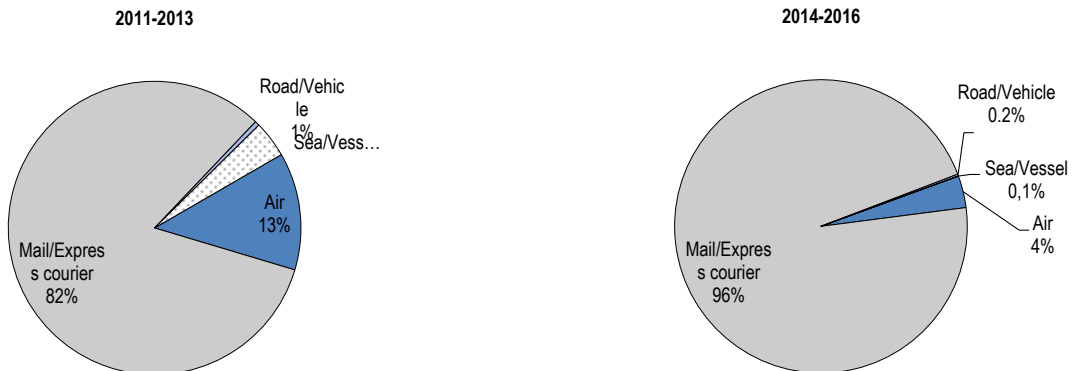 2011-2013
Road/Vehic
le
1%
Sea/Vess...
Air
13%
Mail/Expres
s courier
82%
2014-2016
Road/Vehicle
0.2%
Sea/Vessel
0,1%
Air
4%
Mail/Expres
s courier
96%